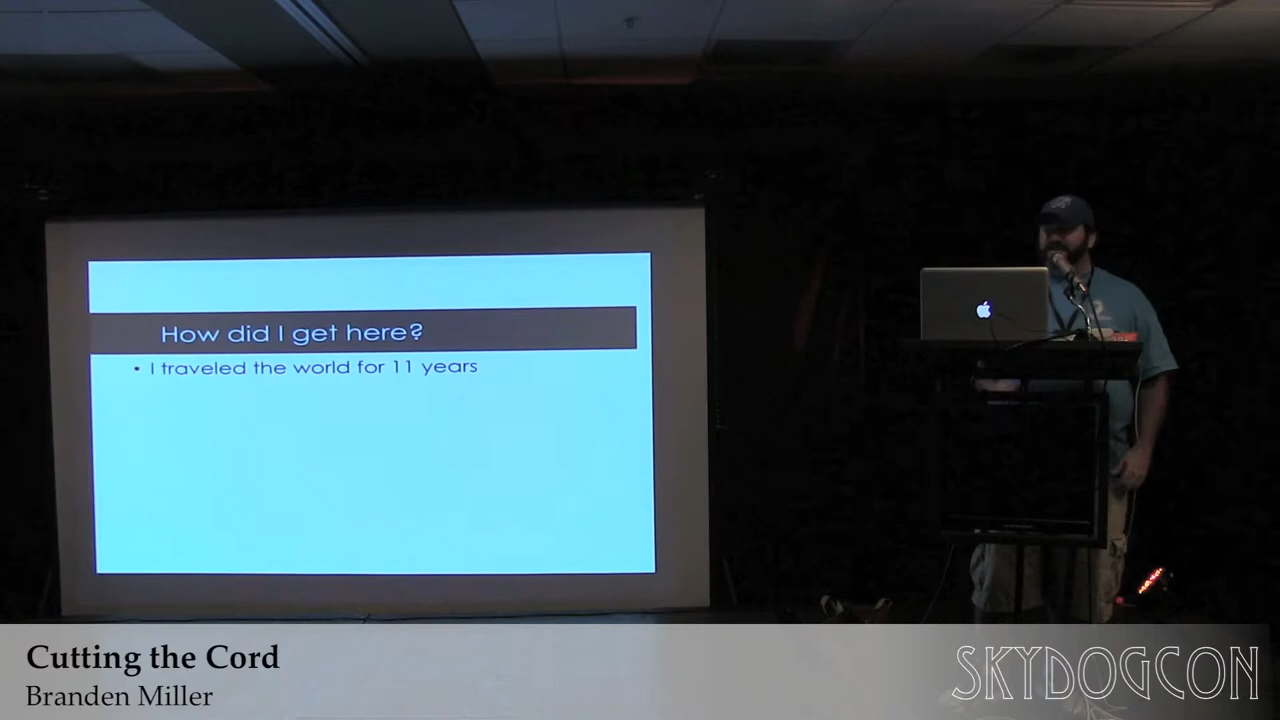 How did I get here?
• I traveled the world for 11 years
Cutting the Cord
Branden Miller
SKYDOGCON